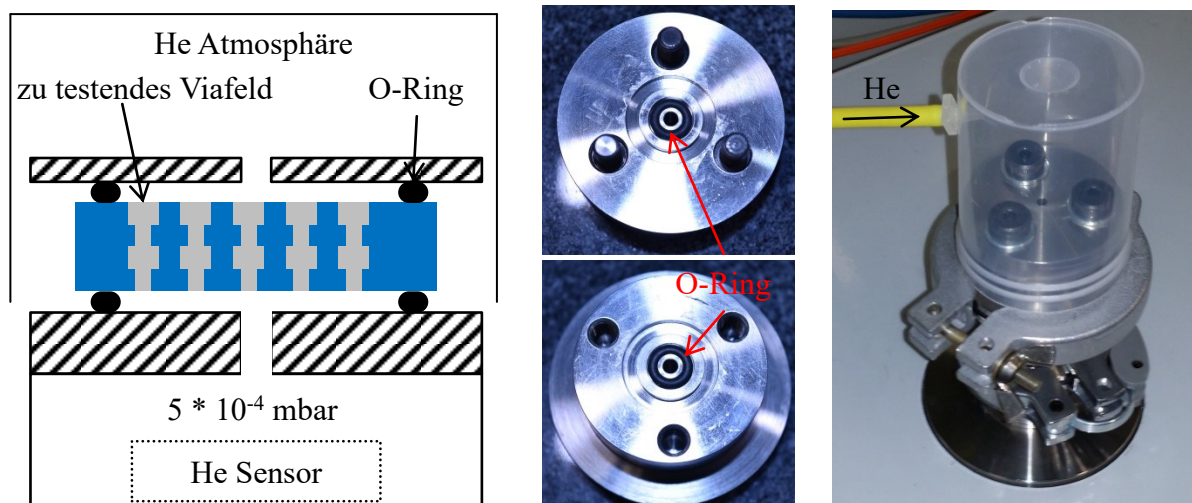 He Atmosphäre
zu testendes Viafeld
O-Ring
5 * 10-4 mbar
He Sensor
O-Ring
He